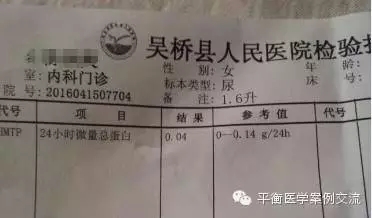 吴桥县人民医院检验报
名
性 别: 女
年 龄:
室: 内科门诊
标本类型: 尿
床 号:
院 号: 2016041507704
备 注: 1.6升
代号 项 目 结 果 参 考 值 代号
HMTP 24小时微量总蛋白 0.04 0--0.14 g/24h
平衡医学案例交流